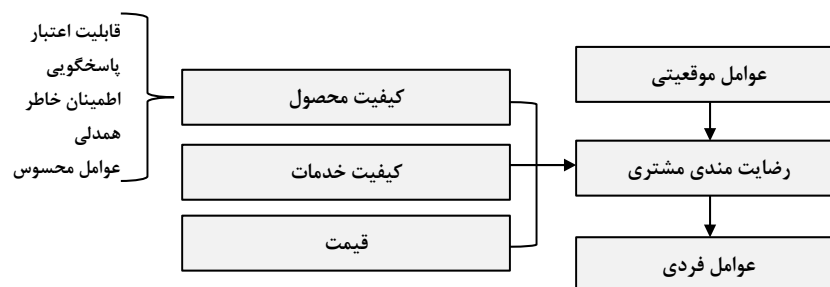 قابلیت اعتبار
پاسخگویی
اطمینان خاطر
همدلی
عوامل محسوس
کیفیت محصول
کیفیت خدمات
قیمت
عوامل موقعیتی
رضایت مندی مشتری
عوامل فردی